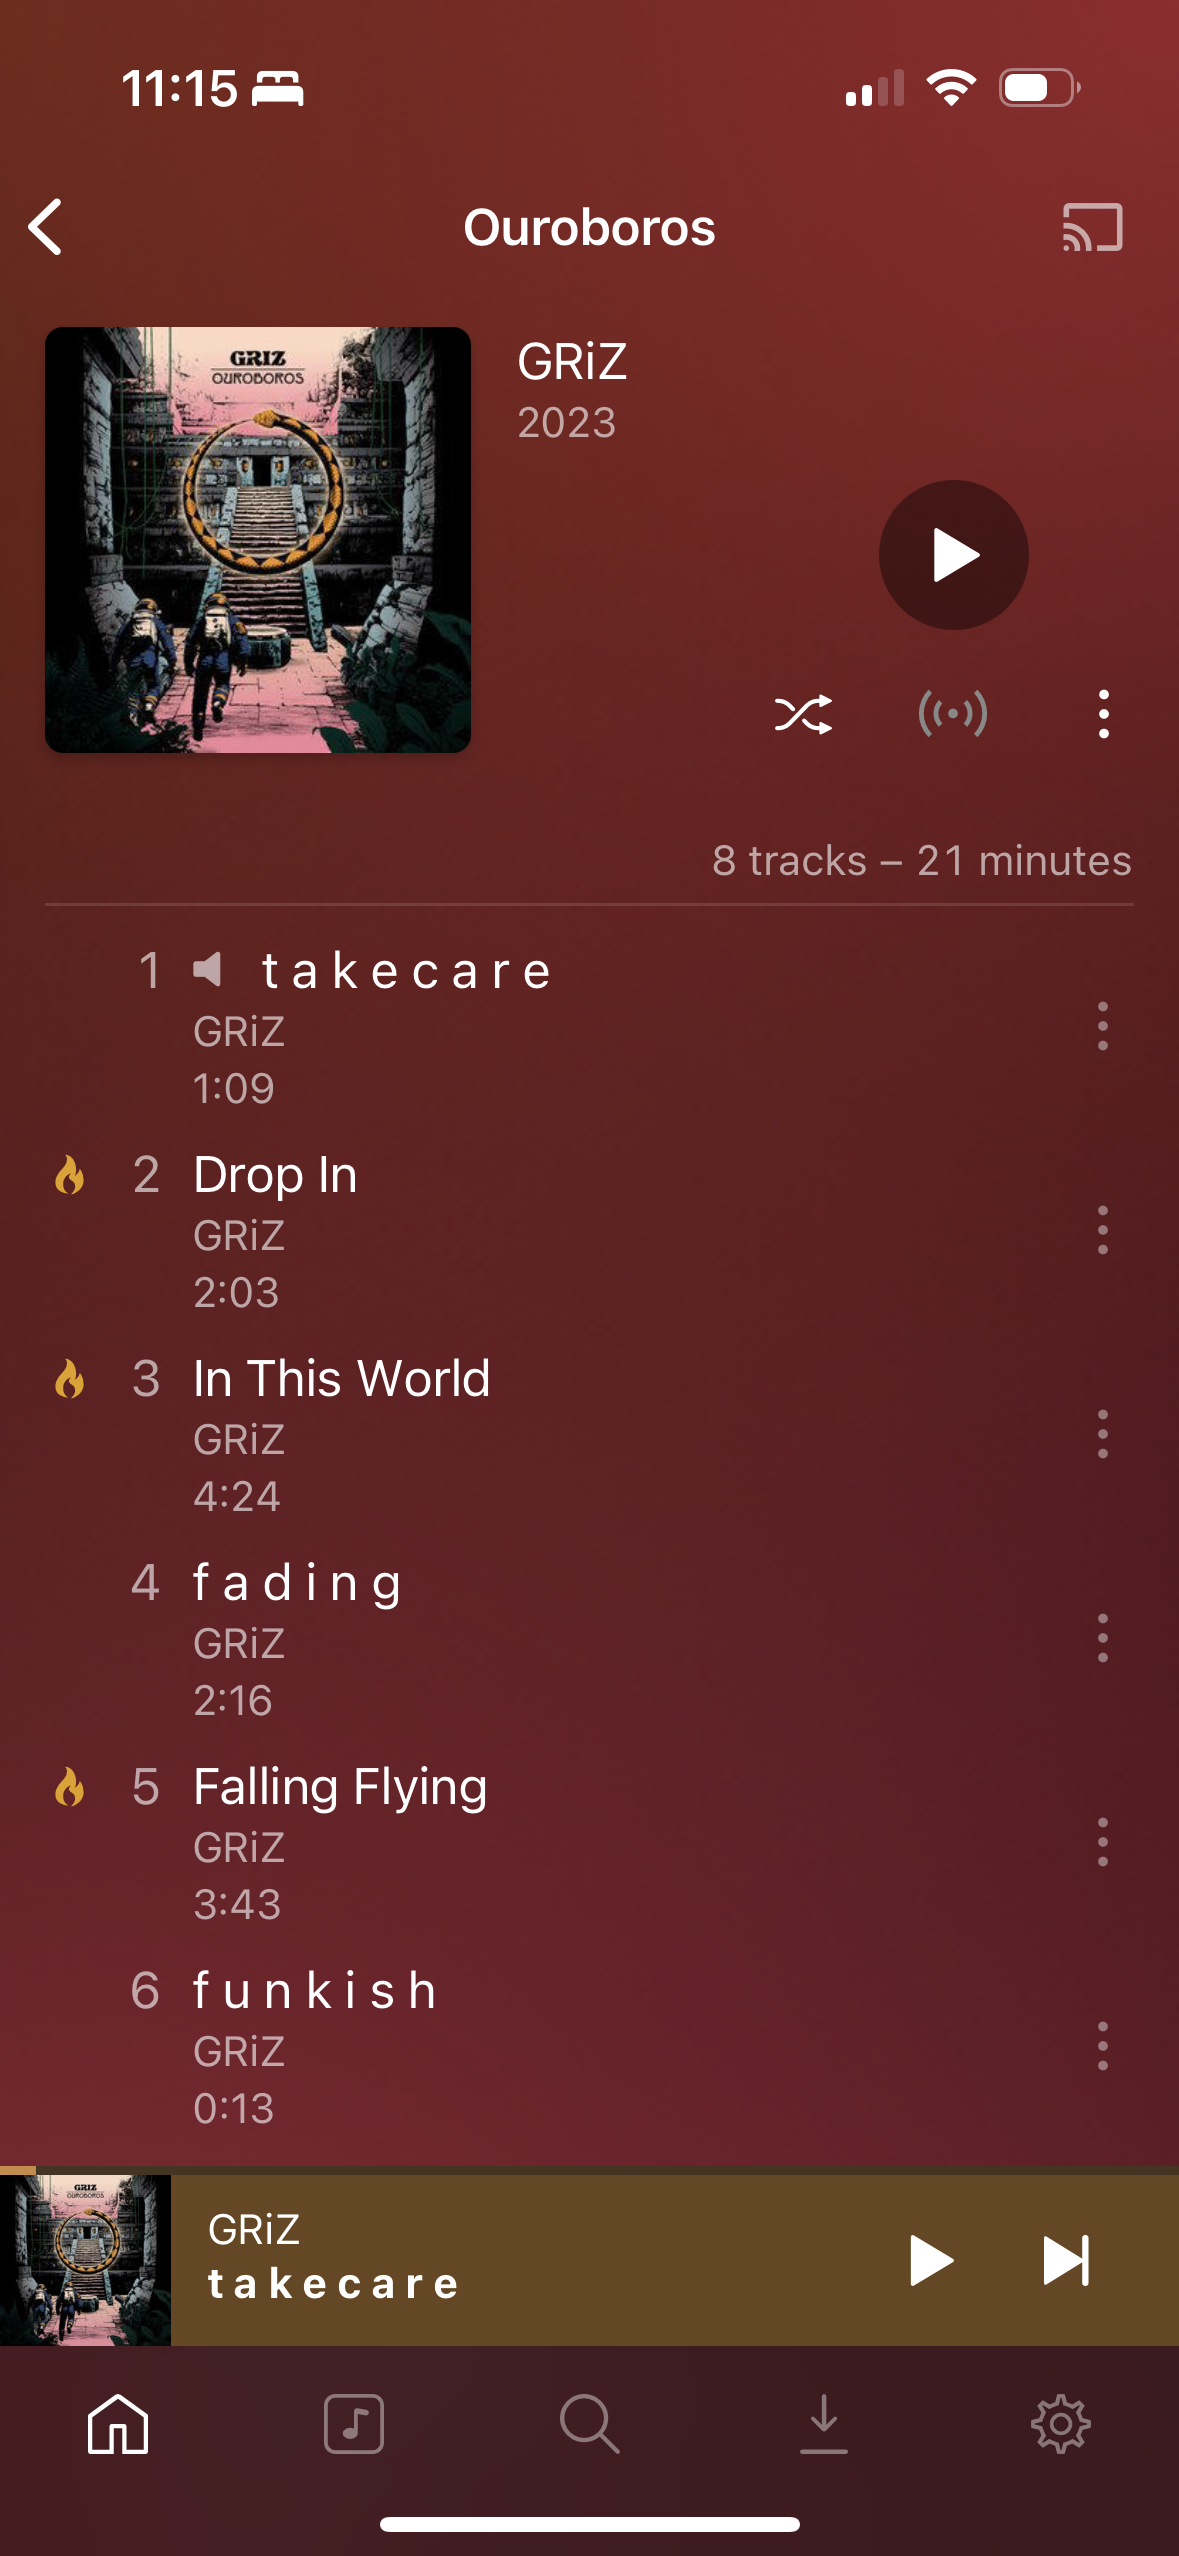 11:15
Ouroboros
GRIZ
OUROBOROS
GRiZ
2023
8 tracks – 21 minutes
1 t a k e c a r e
GRiZ
1:09
2 Drop In
GRiZ
2:03
3 In This World
GRiZ
4:24
4 f a d i n g
GRiZ
2:16
5 Falling Flying
GRiZ
3:43
6 f u n k i s h
GRiZ
0:13
GRIZ
OUROBOROS
GRiZ
t a k e c a r e